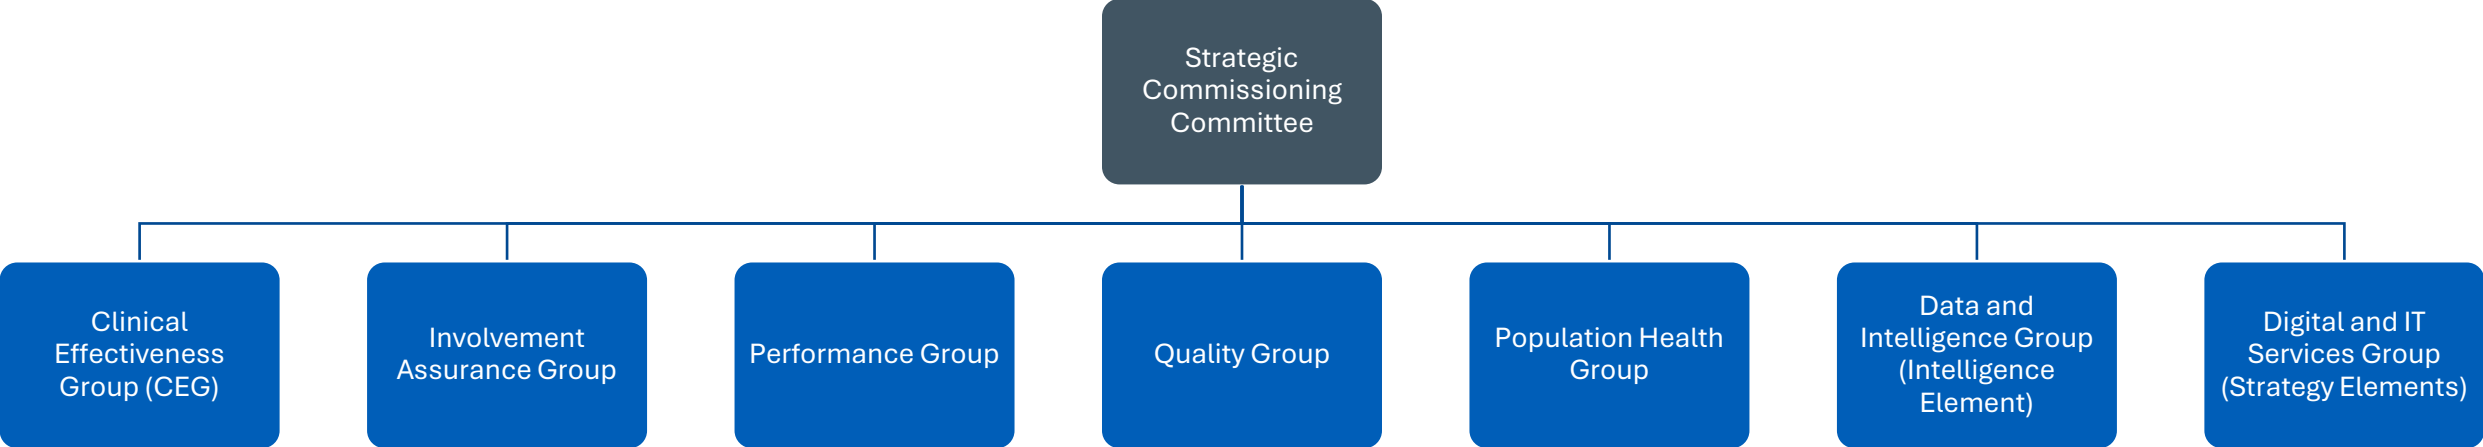 Strategic
Commissioning
Committee
Clinical
Effectiveness
Group (CEG)
Involvement
Assurance Group
Performance Group
Quality Group
Population Health
Group
Data and
Intelligence Group
(Intelligence
Element)
Digital and IT
Services Group
(Strategy Elements)